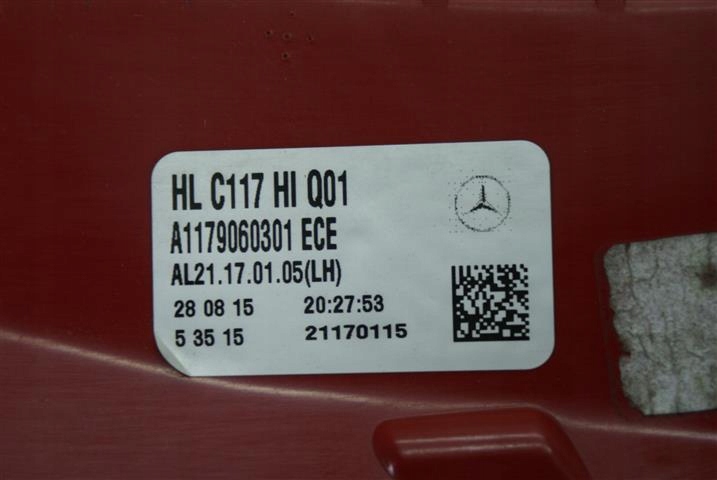 HL C117 HI Q01
A1179060301 ECE
AL21.17.01.05(LH)
28 08 15 20:27:53
5 35 15 21170115